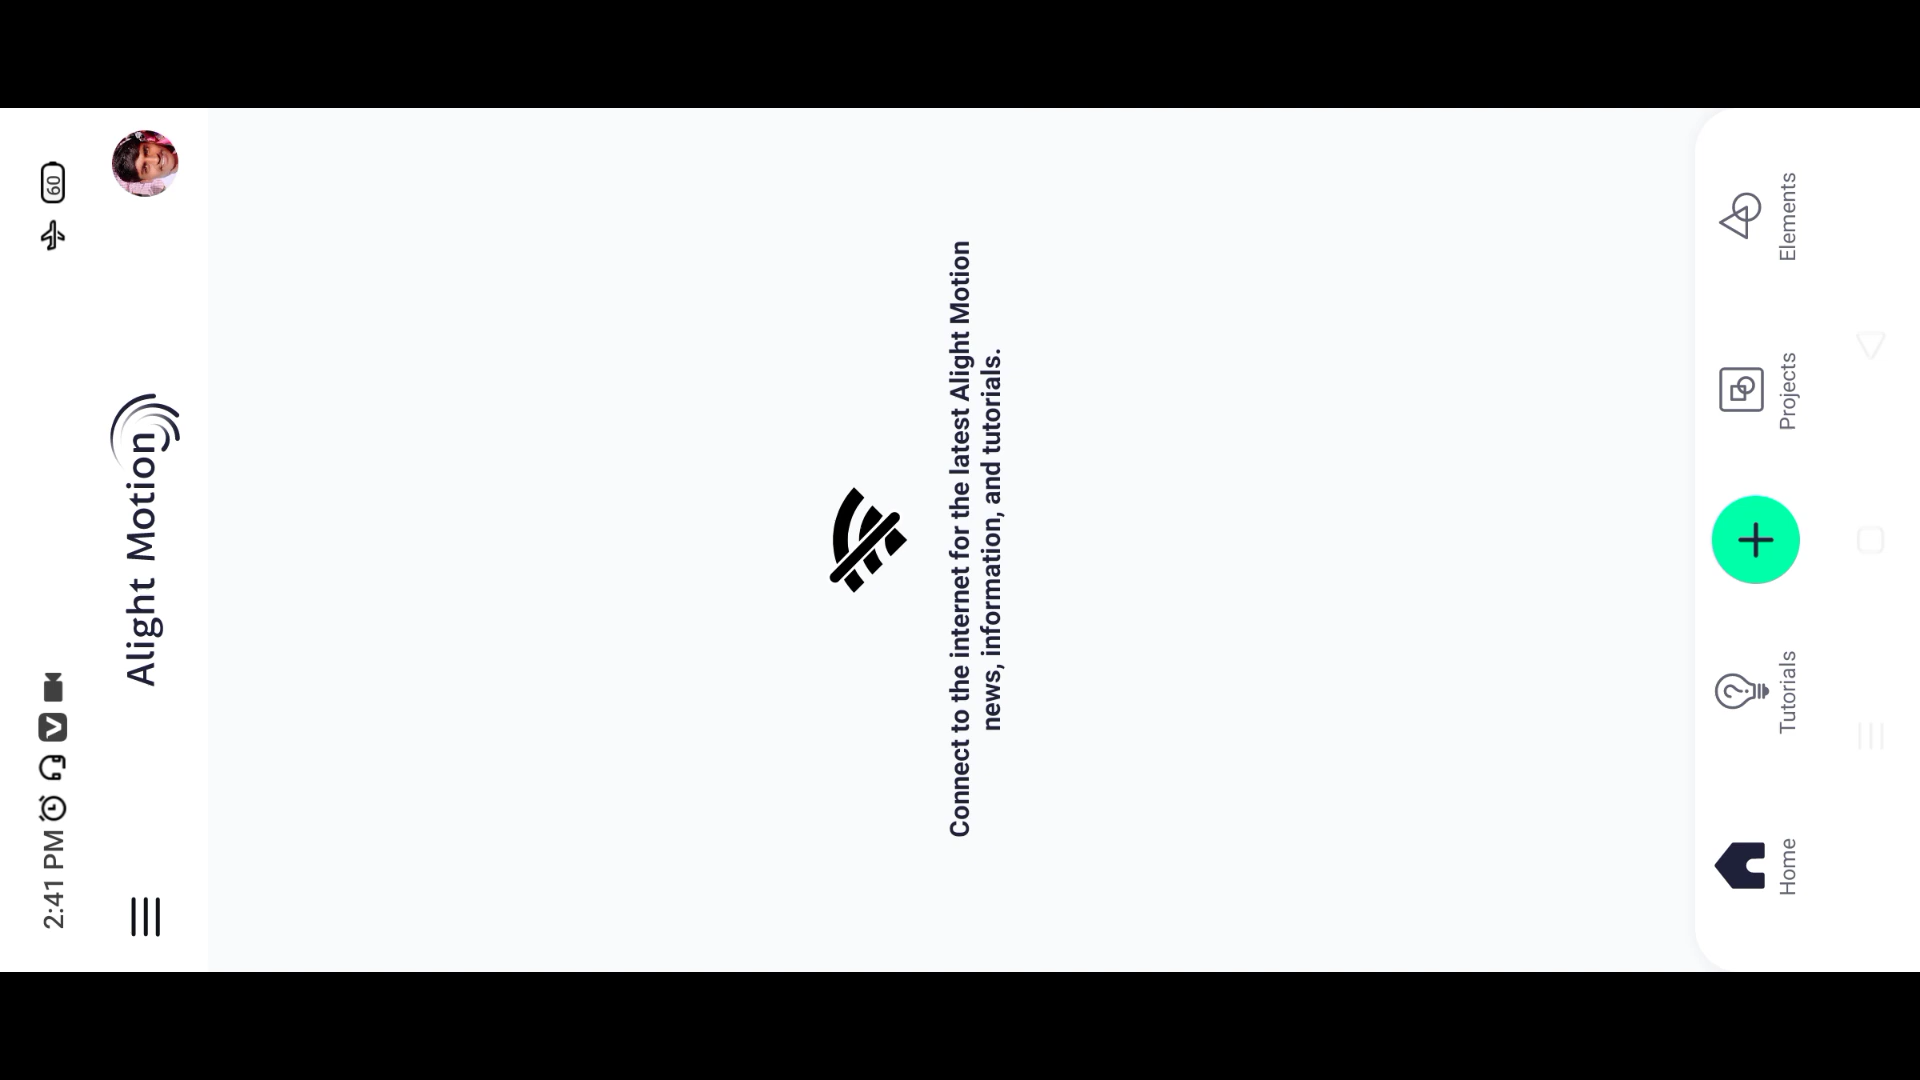 2:41 PM
60
Alight Motion
Connect to the internet for the latest Alight Motion
news, information, and tutorials.
Home
Tutorials
Projects
Elements